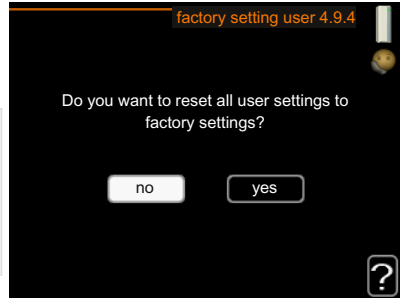 factory setting user 4.9.4
Do you want to reset all user settings to
factory settings?
no
yes
?